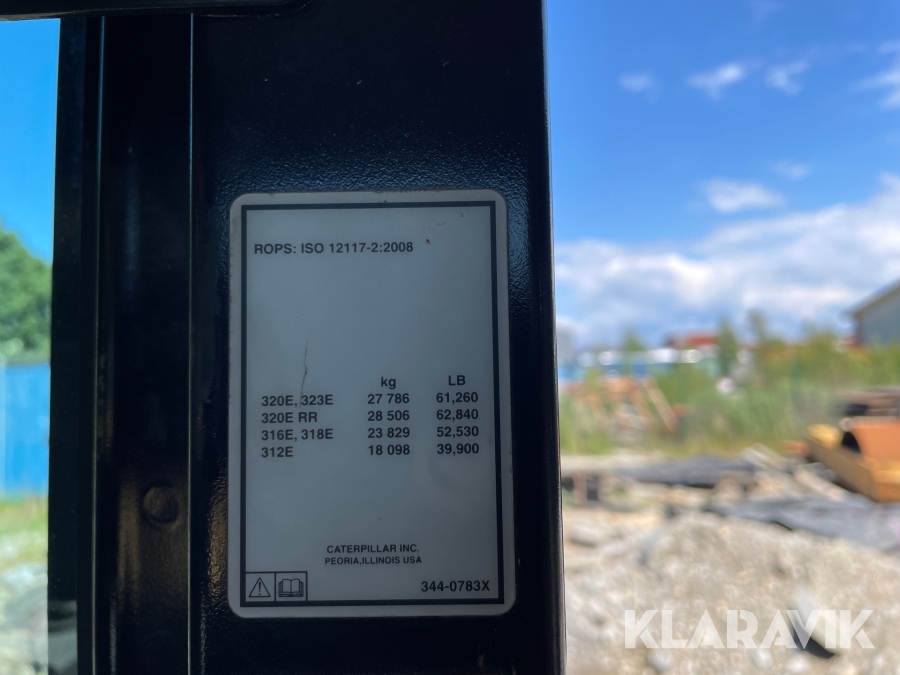 ROPS: ISO 12117-2:2008
kg LB
320E, 323E 27 786 61,260
320E RR 28 506 62,840
316E, 318E 23 829 52,530
312E 18 098 39,900
CATERPILLAR INC.
PEORIA,ILLINOIS USA
344-0783X
KLARAVIK